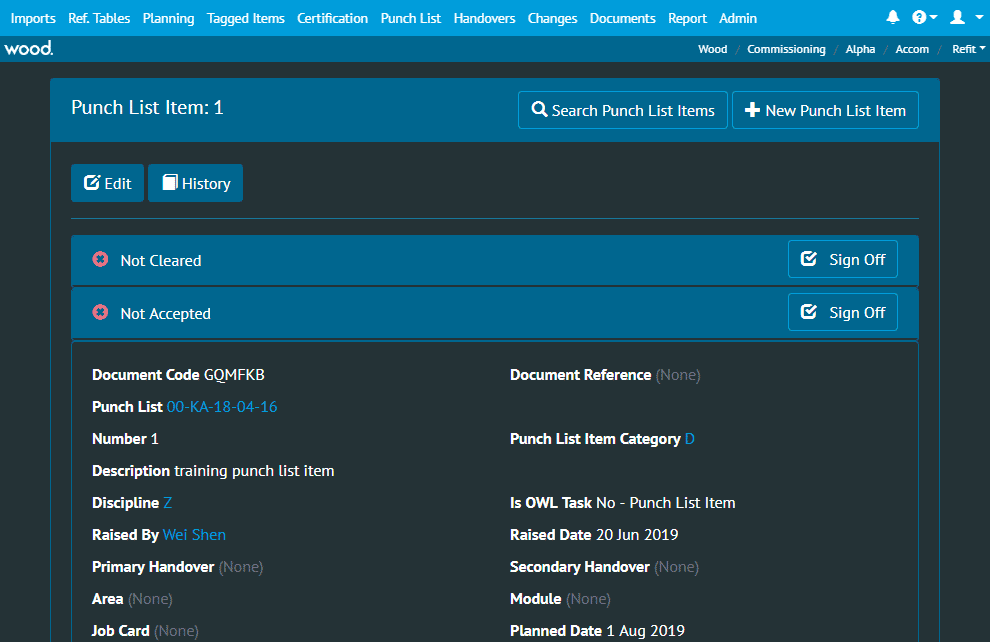 Imports Ref. Tables Planning Tagged Items Certification Punch List Handovers Changes Documents Report Admin
wood. Wood / Commissioning / Alpha / Accom / Refit
Punch List Item: 1 Search Punch List Items New Punch List Item
Edit History
Not Cleared Sign Off
Not Accepted Sign Off
Document Code GQMFKB Document Reference (None)
Punch List 00-KA-18-04-16
Number 1 Punch List Item Category D
Description training punch list item
Discipline Z Is OWL Task No - Punch List Item
Raised By Wei Shen Raised Date 20 Jun 2019
Primary Handover (None) Secondary Handover (None)
Area (None) Module (None)
Job Card (None) Planned Date 1 Aug 2019